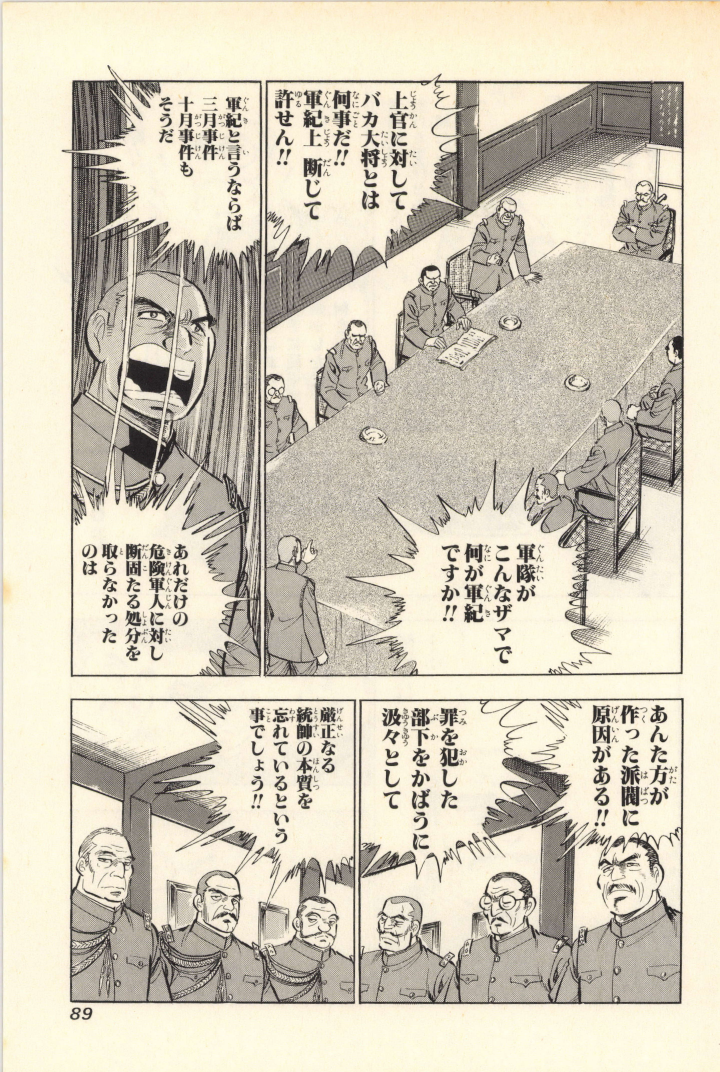 上官に対して
バカ大将とは
何事だ!!
軍紀上 断じて
許せん!!
軍隊が
こんなザマで
何が軍紀
ですか!!
軍紀と言うならば
三月事件
十月事件も
そうだ
あれだけの
危険軍人に対し
断固たる処分を
取らなかった
のは
あんた方が
作った派閥に
原因がある!!
罪を犯した
部下をかばうに
汲々として
厳正なる
統帥の本質を
忘れているという
事でしょう!!
89